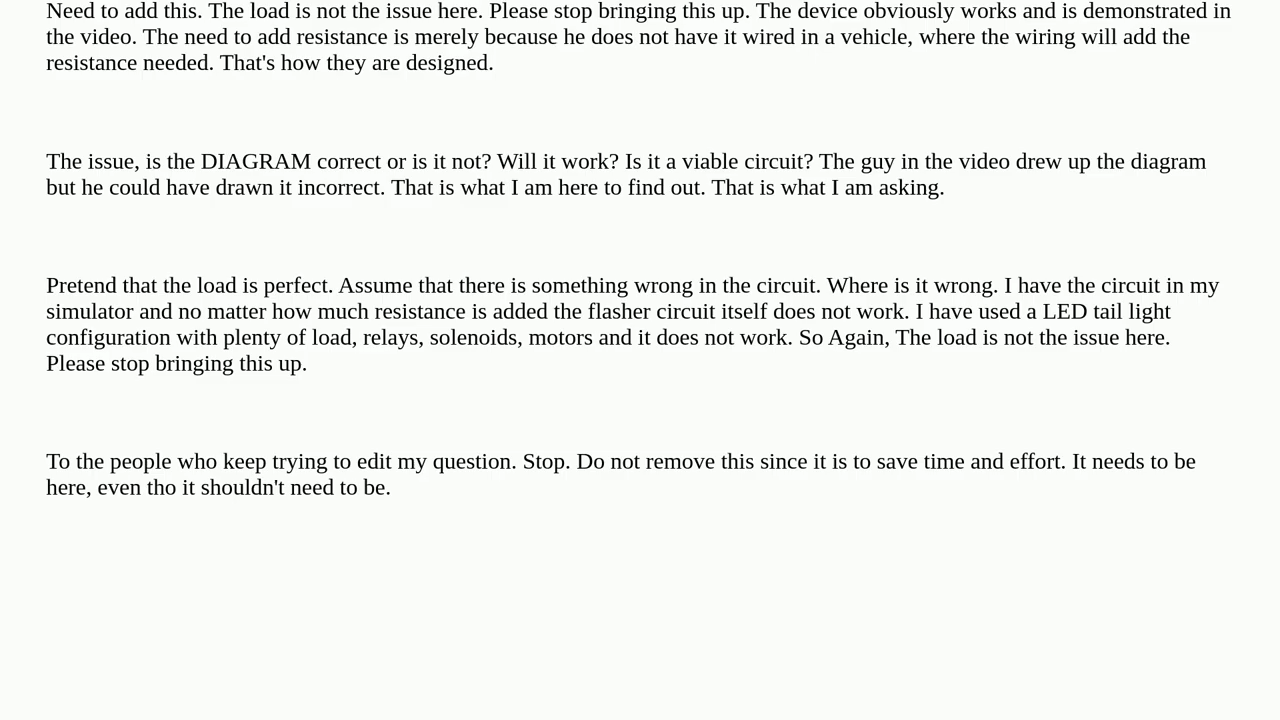 Need to add this. The load is not the issue here. Please stop bringing this up. The device obviously works and is demonstrated in
the video. The need to add resistance is merely because he does not have it wired in a vehicle, where the wiring will add the
resistance needed. That's how they are designed.
The issue, is the DIAGRAM correct or is it not? Will it work? Is it a viable circuit? The guy in the video drew up the diagram
but he could have drawn it incorrect. That is what I am here to find out. That is what I am asking.
Pretend that the load is perfect. Assume that there is something wrong in the circuit. Where is it wrong. I have the circuit in my
simulator and no matter how much resistance is added the flasher circuit itself does not work. I have used a LED tail light
configuration with plenty of load, relays, solenoids, motors and it does not work. So Again, The load is not the issue here.
Please stop bringing this up.
To the people who keep trying to edit my question. Stop. Do not remove this since it is to save time and effort. It needs to be
here, even tho it shouldn't need to be.